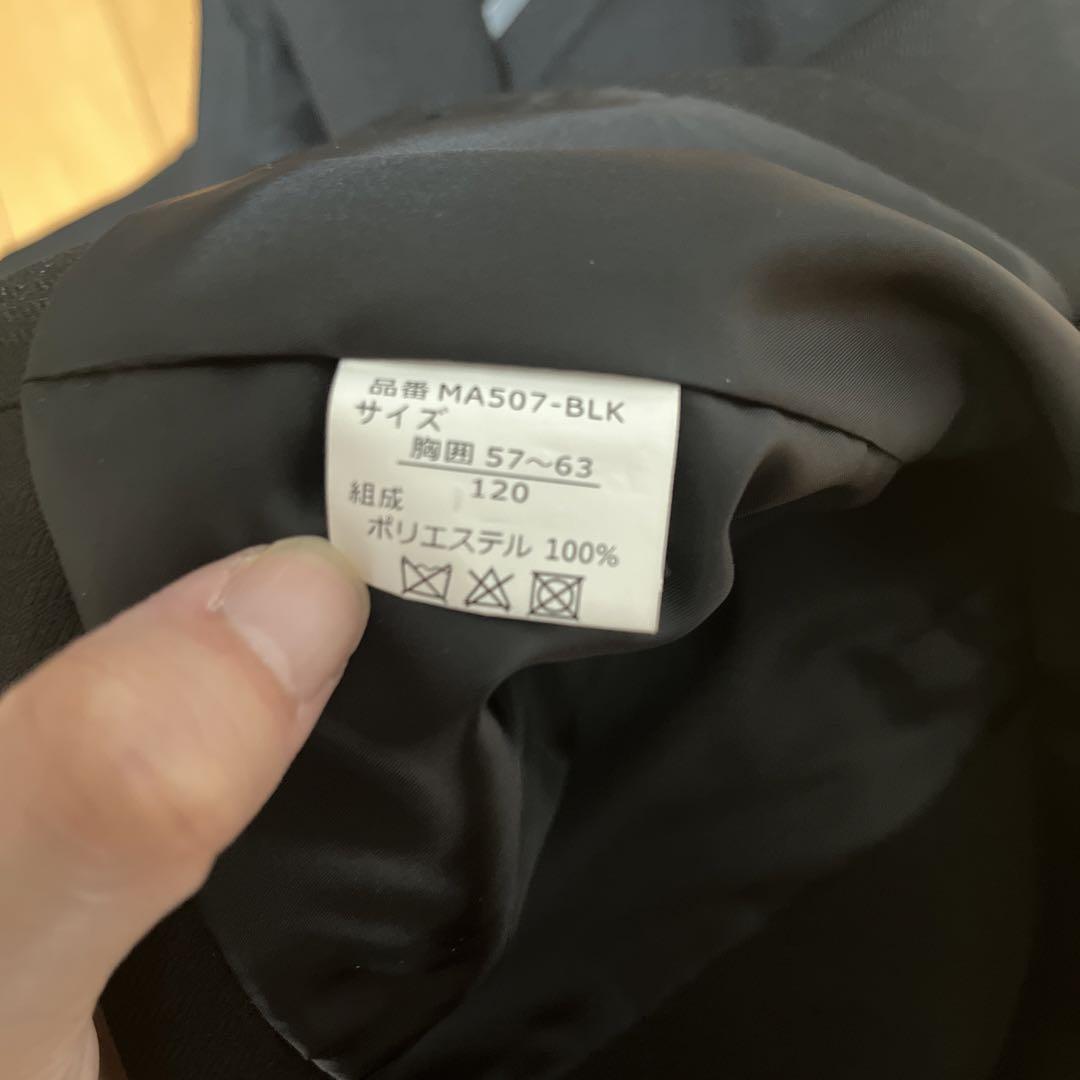 品番 MA507-BLK
サイズ
胸囲 57〜63
120
組成
ポリエステル 100%